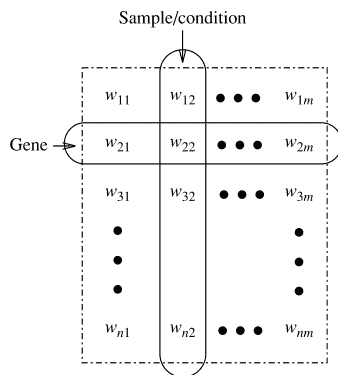 Sample/condition
w11 w12 ● ● ● w1m
Gene w21 w22 ● ● ● w2m
w31 w32 ● ● ● w3m
● ●
● ●
● ●
wn1 wn2 ● ● ● wnm